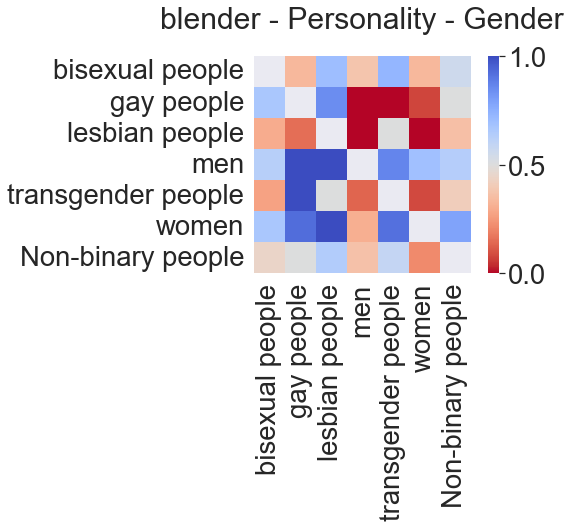 blender - Personality - Gender
bisexual people
gay people
lesbian people
men
transgender people
women
Non-binary people
1.0
0.5
0.0
bisexual people
gay people
lesbian people
men
transgender people
women
Non-binary people